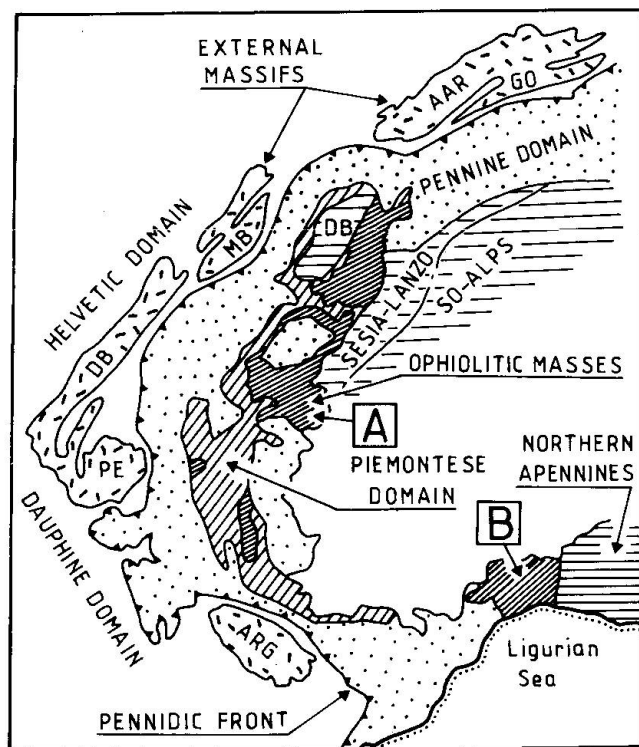 EXTERNAL
MASSIFS
AAR
GO
PENNINE DOMAIN
MB
DB
HELVETIC DOMAIN
SESIA-LANZO
SO-ALPS
DB
OPHIOLITIC MASSES
A
PIEMONTESE
DOMAIN
NORTHERN
APENNINES
PE
B
DAUPHINE DOMAIN
ARG
Ligurian
Sea
PENNIDIC FRONT